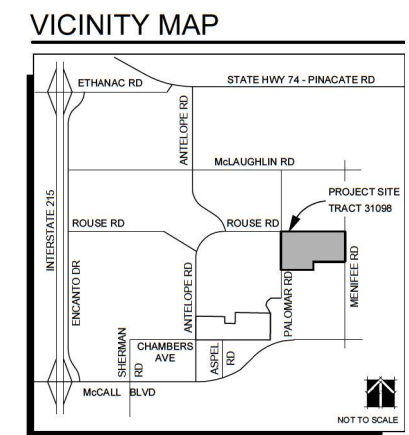 VICINITY MAP
ETHANAC RD
STATE HWY 74 - PINACATE RD
ANTELOPE RD
McLAUGHLIN RD
PROJECT SITE
TRACT 31098
INTERSTATE 215
ROUSE RD
ROUSE RD
ENCANTO DR
ANTELOPE RD
PALOMAR RD
MENIFEE RD
SHERMAN
RD
CHAMBERS
AVE
ASPEL
RD
McCALL BLVD
NOT TO SCALE